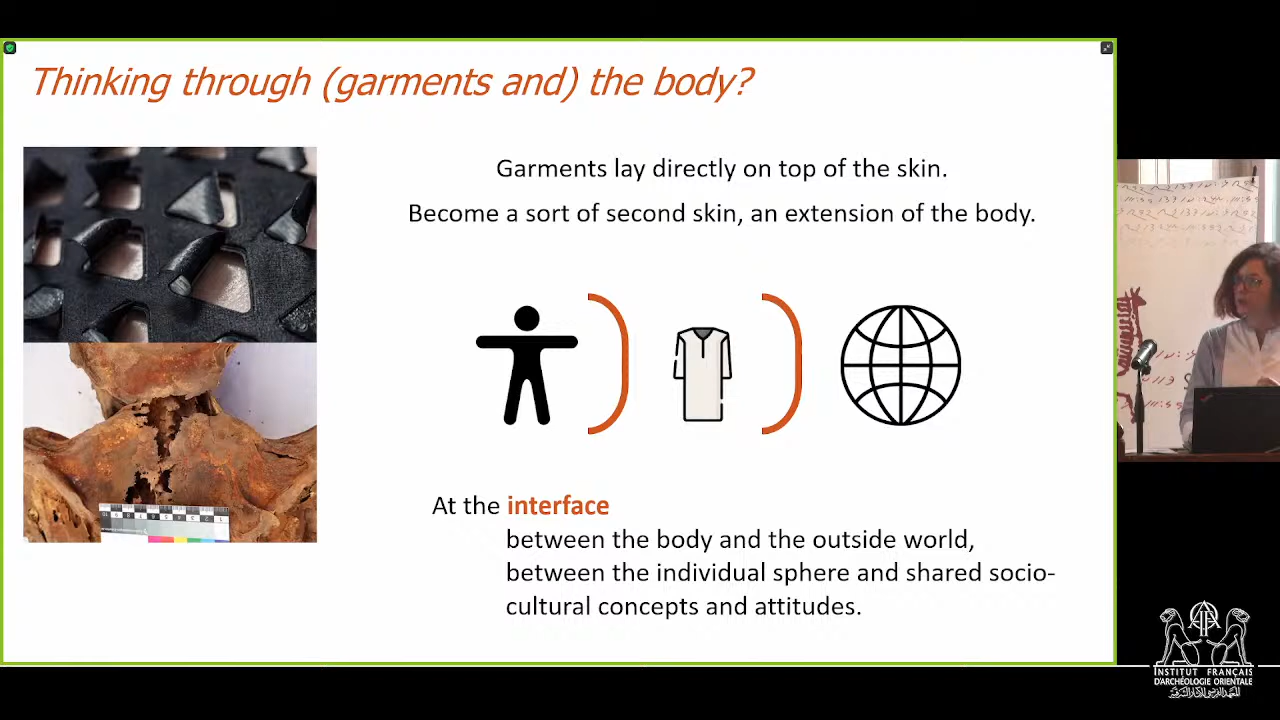 Thinking through (garments and) the body?
Garments lay directly on top of the skin.
Become a sort of second skin, an extension of the body.
At the interface
between the body and the outside world,
between the individual sphere and shared socio-
cultural concepts and attitudes.
INSTITUT FRANÇAIS
D'ARCHÉOLOGIE ORIENTALE